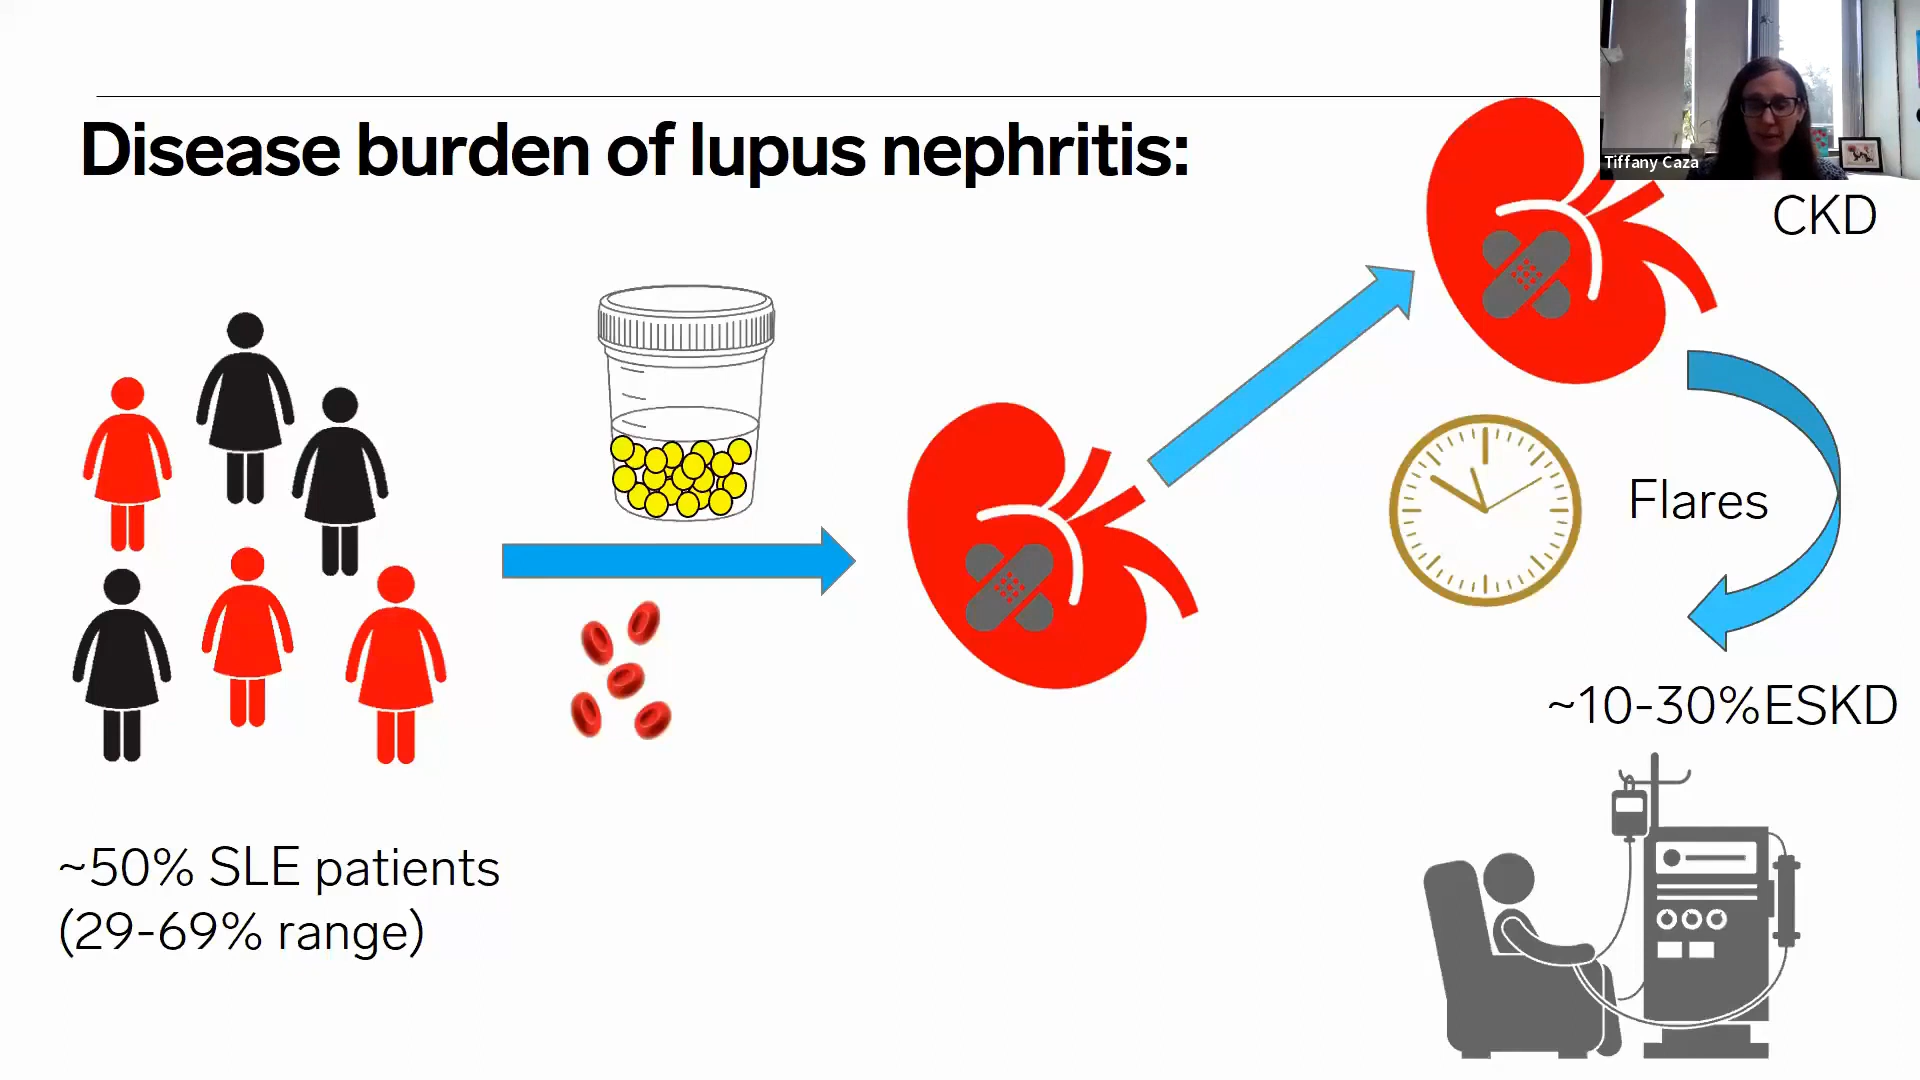 Disease burden of lupus nephritis:
Tiffany Caza
CKD
Flares
~10-30%ESKD
~50% SLE patients
(29-69% range)